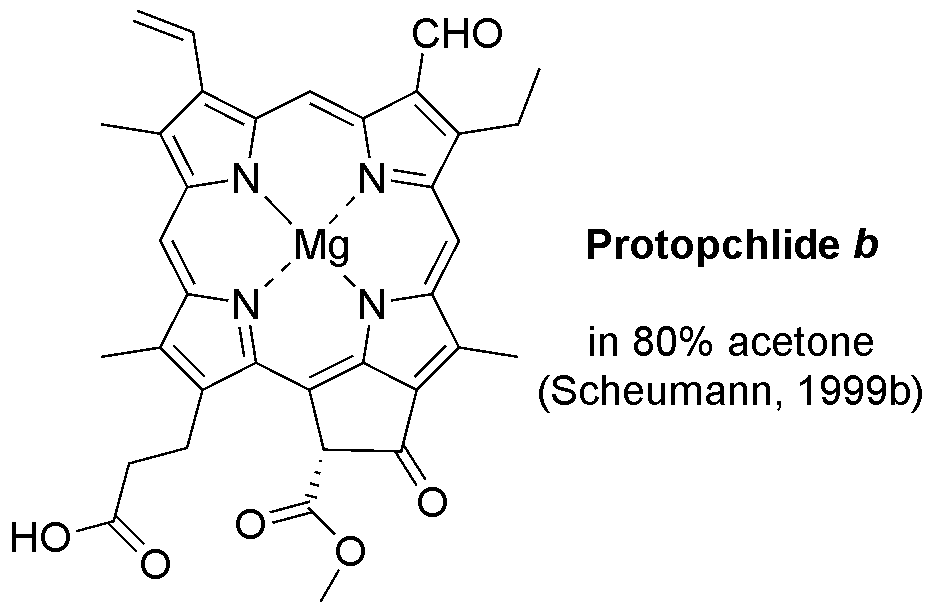 CHO
N
N
Mg
N
N
O
O
O
HO
O
Protopchlide b
in 80% acetone
(Scheumann, 1999b)